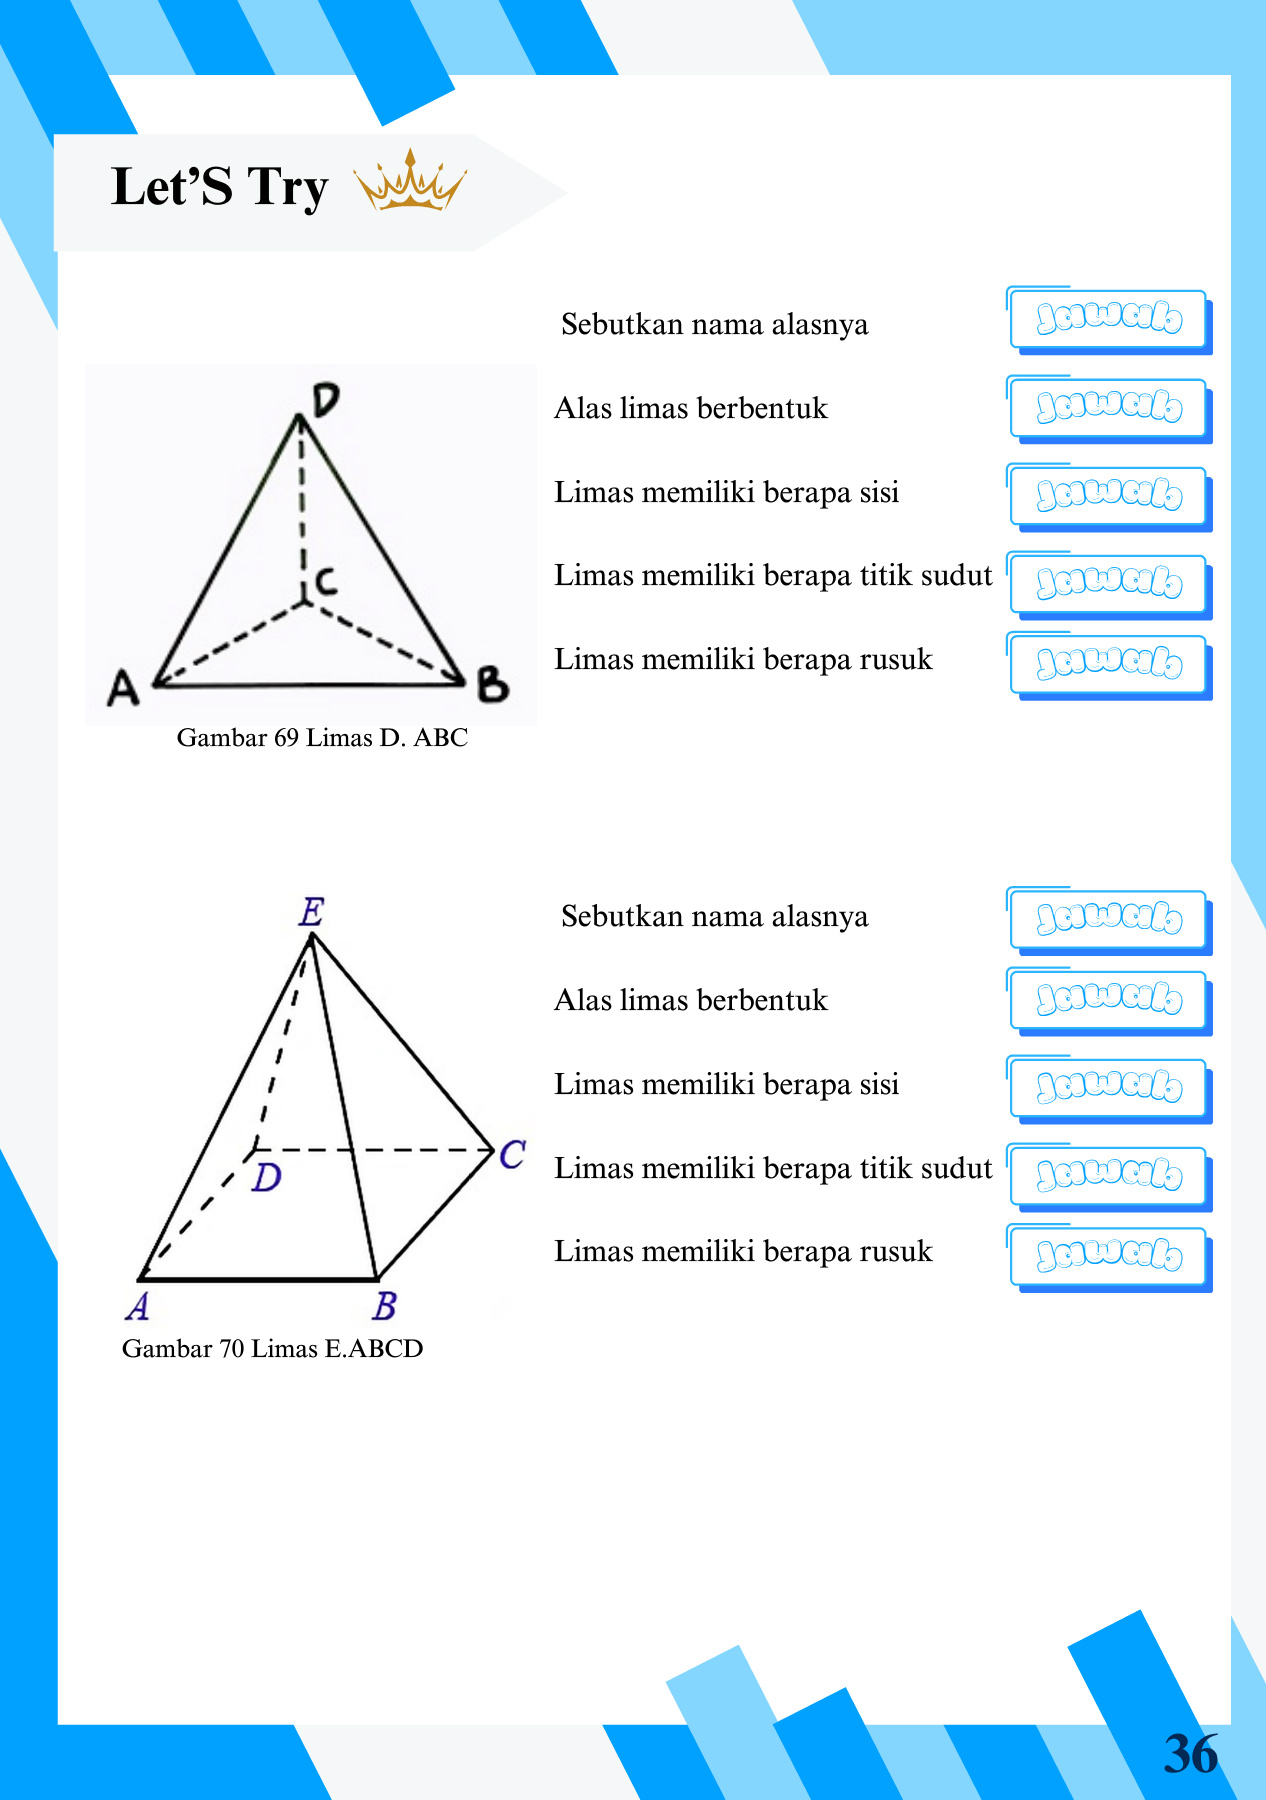 Let'S Try
Sebutkan nama alasnya
Jawab
Alas limas berbentuk
Jawab
Limas memiliki berapa sisi
Jawab
Limas memiliki berapa titik sudut
Jawab
Limas memiliki berapa rusuk
Jawab
D
C
A
B
Gambar 69 Limas D. ABC
Sebutkan nama alasnya
Jawab
Alas limas berbentuk
Jawab
Limas memiliki berapa sisi
Jawab
Limas memiliki berapa titik sudut
Jawab
Limas memiliki berapa rusuk
Jawab
E
D
C
A
B
Gambar 70 Limas E.ABCD
36